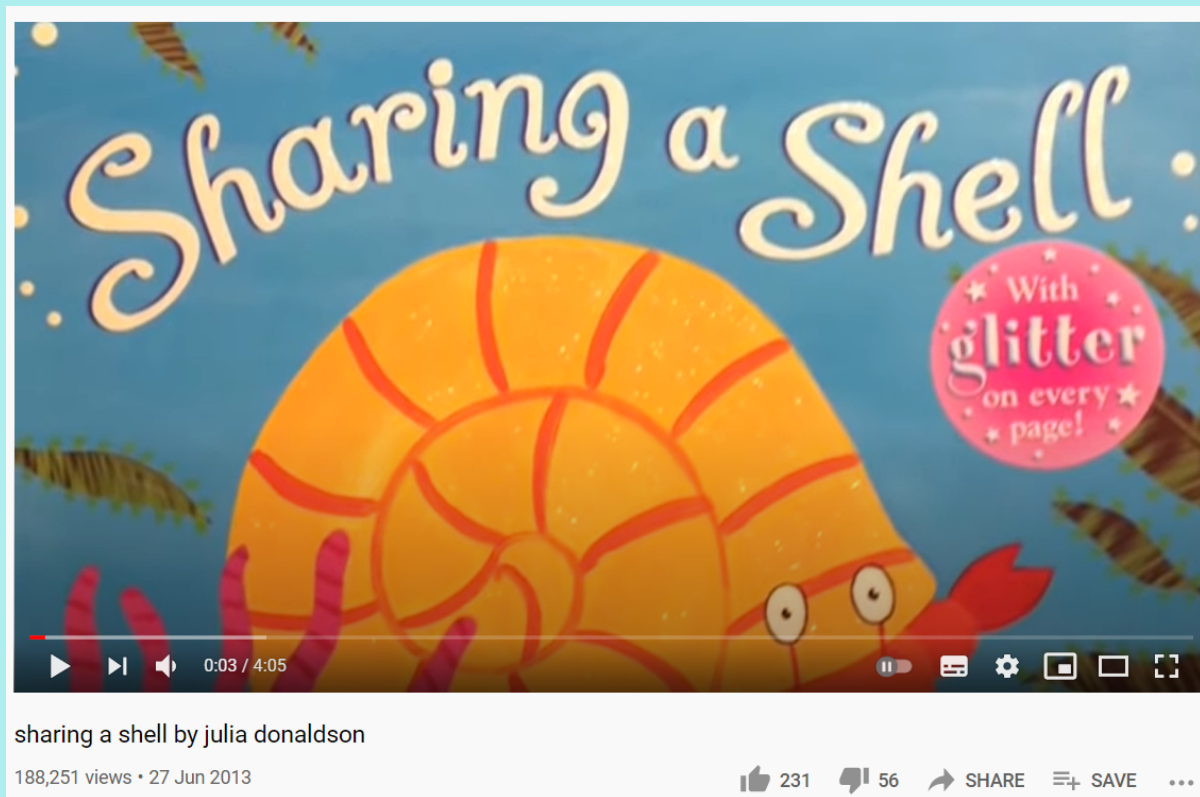 Sharing a Shell
With
glitter
on every
page!
0:03 / 4:05
sharing a shell by julia donaldson
188,251 views • 27 Jun 2013
231 56 SHARE SAVE